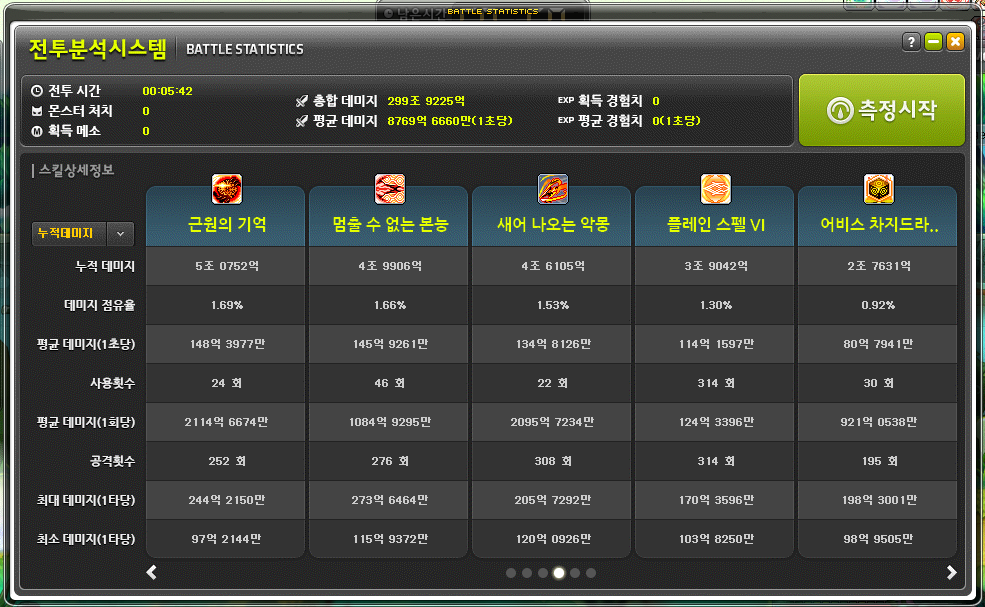 남은시간
BATTLE STATISTICS
전투분석시스템 BATTLE STATISTICS
? 
전투 시간 00:05:42
몬스터 처치 0
획득 메소 0
총합 데미지 299조 9225억
평균 데미지 8769억 6660만(1초당)
EXP 획득 경험치 0
EXP 평균 경험치 0(1초당)
측정시작
스킬상세정보
누적데미지
근원의 기억 멈출 수 없는 본능 새어 나오는 악몽 플레인 스펠 VI 어비스 차지드라..
누적 데미지 5조 0752억 4조 9906억 4조 6105억 3조 9042억 2조 7631억
데미지 점유율 1.69% 1.66% 1.53% 1.30% 0.92%
평균 데미지(1초당) 148억 3977만 145억 9261만 134억 8126만 114억 1597만 80억 7941만
사용횟수 24 회 46 회 22 회 314 회 30 회
평균 데미지(1회당) 2114억 6674만 1084억 9295만 2095억 7234만 124억 3396만 921억 0538만
공격횟수 252 회 276 회 308 회 314 회 195 회
최대 데미지(1타당) 244억 2150만 273억 6464만 205억 7292만 170억 3596만 198억 3001만
최소 데미지(1타당) 97억 2144만 115억 9372만 120억 0926만 103억 8250만 98억 9505만